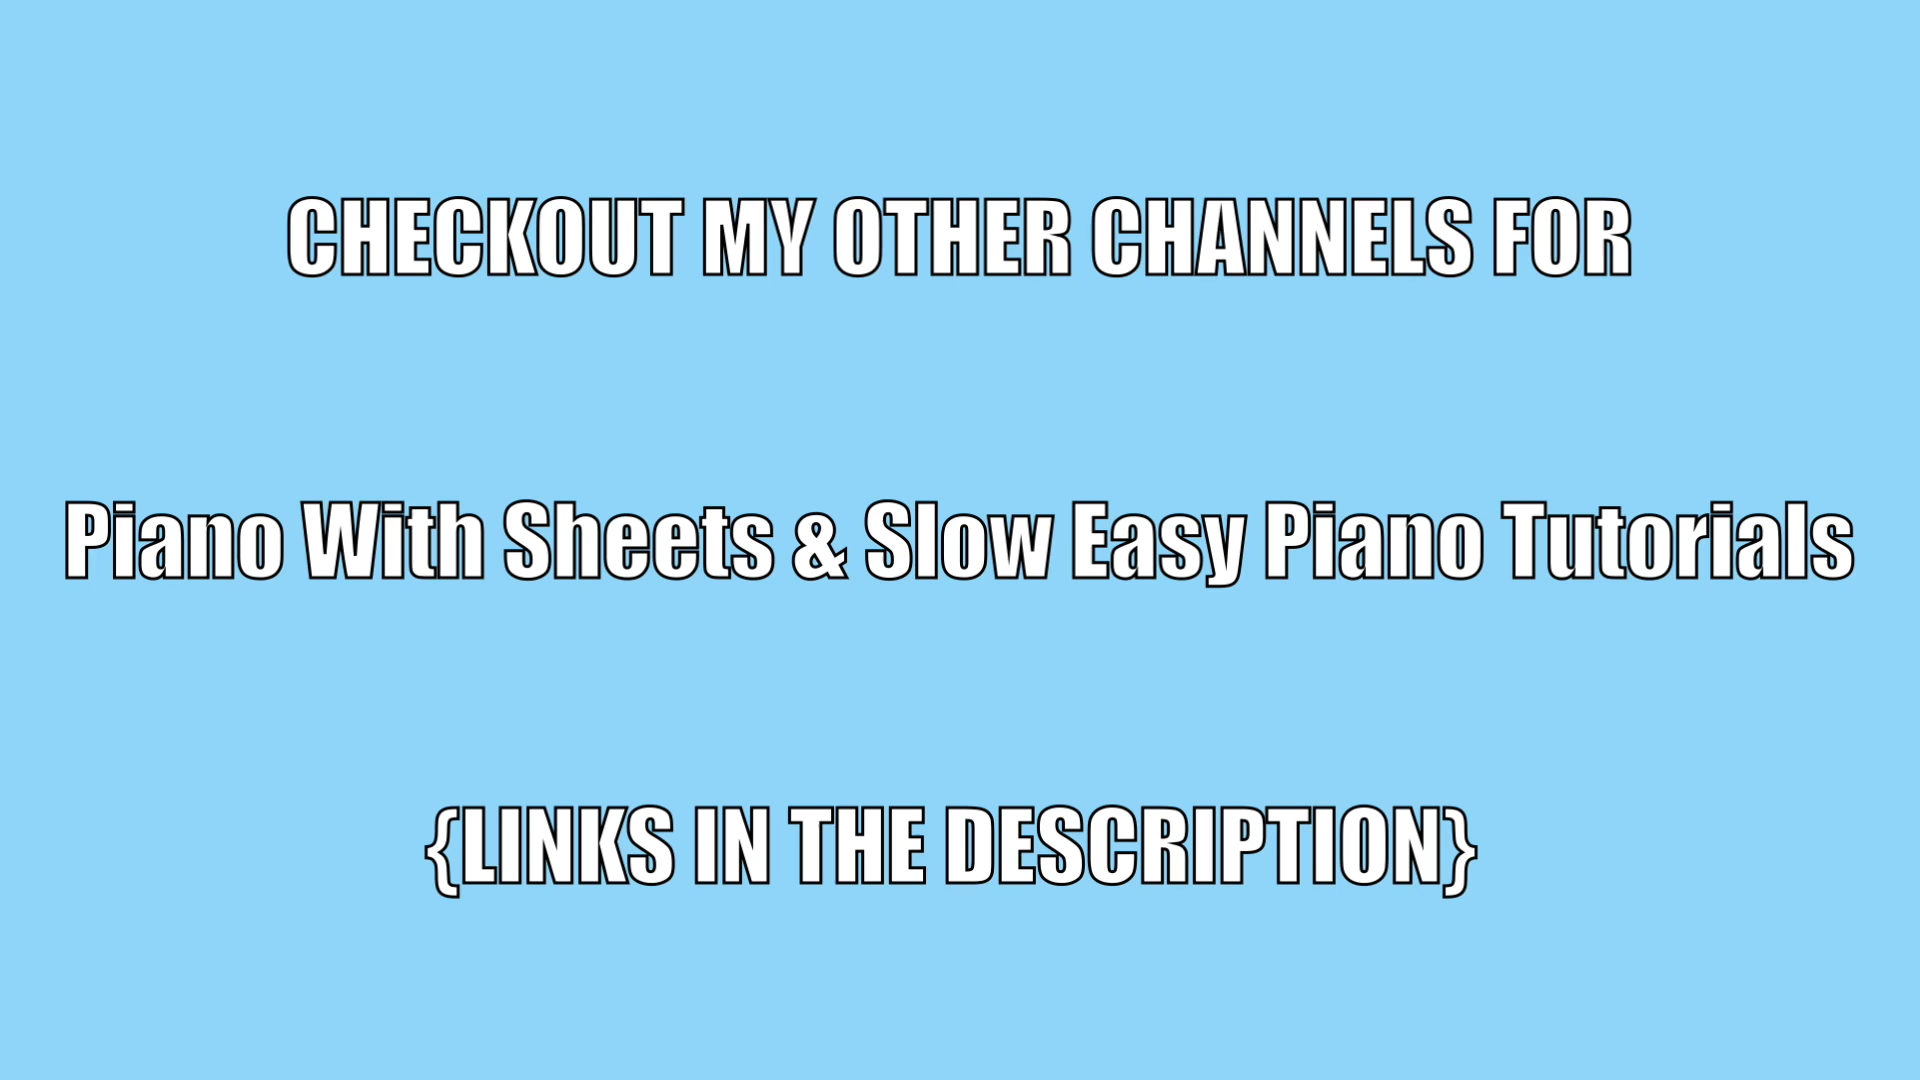 CHECKOUT MY OTHER CHANNELS FOR
Piano With Sheets & Slow Easy Piano Tutorials
{LINKS IN THE DESCRIPTION}